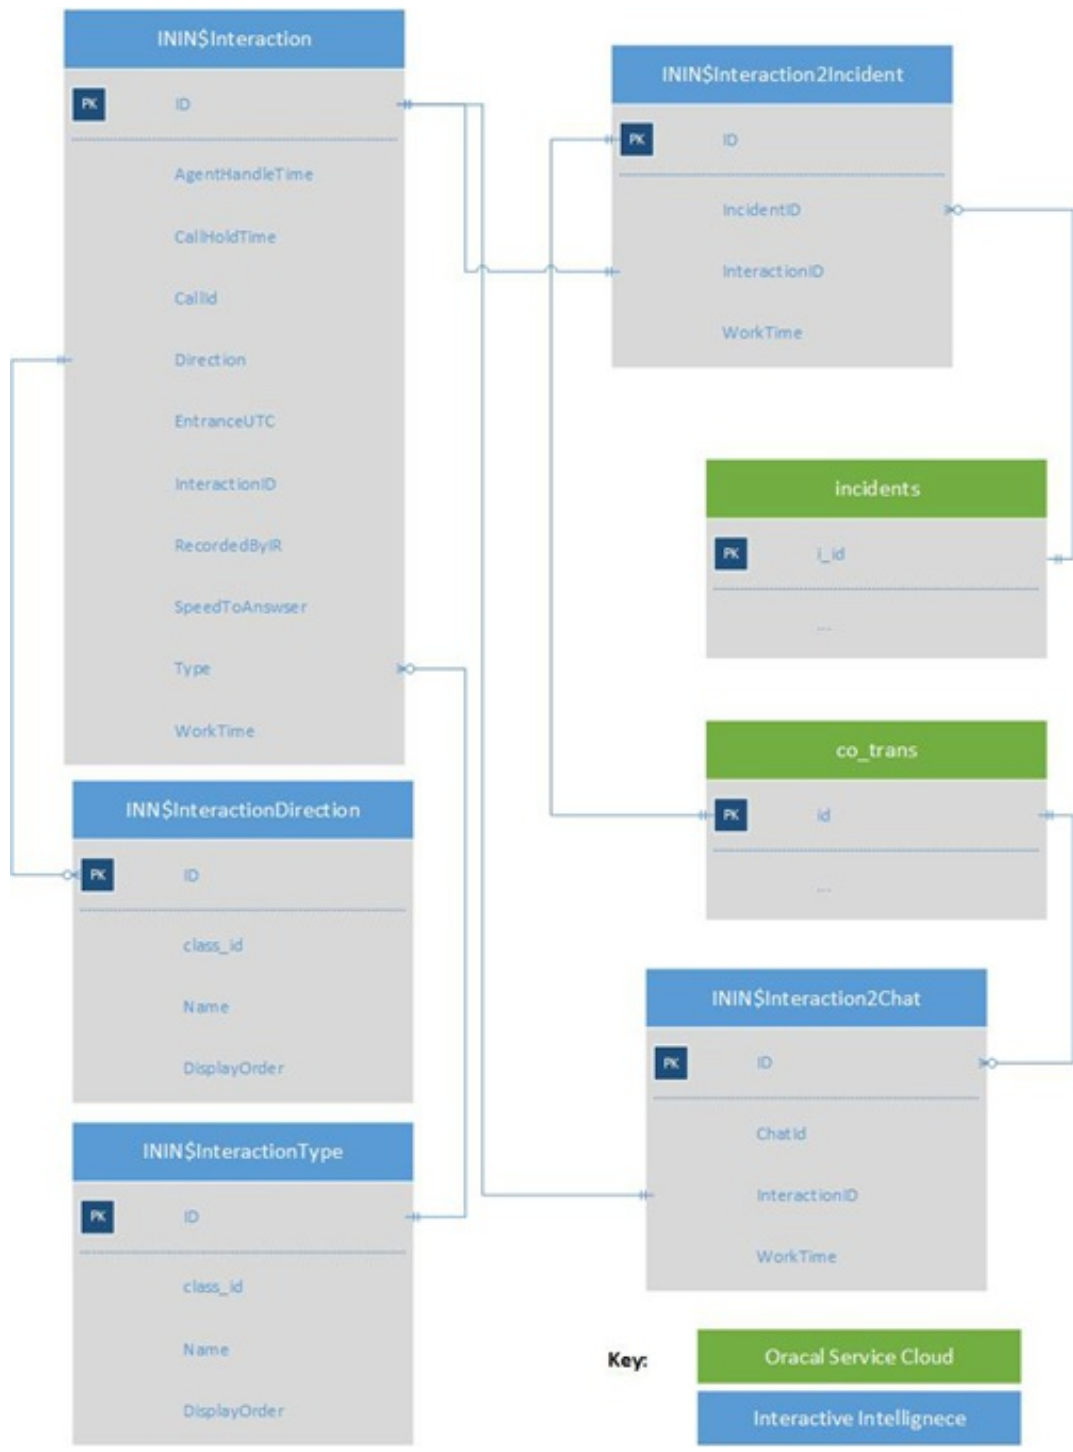 ININ$Interaction
PK ID
AgentHandleTime
CallHoldTime
CallId
Direction
EntranceUTC
InteractionID
RecordedByIR
SpeedToAnswser
Type
WorkTime
INN$InteractionDirection
PK ID
class_id
Name
DisplayOrder
ININ$InteractionType
PK ID
class_id
Name
DisplayOrder
ININ$Interaction2Incident
PK ID
IncidentID
InteractionID
WorkTime
incidents
PK i_id
...
co_trans
PK id
...
ININ$Interaction2Chat
PK ID
ChatId
InteractionID
WorkTime
Key:
Oracal Service Cloud
Interactive Intellignece